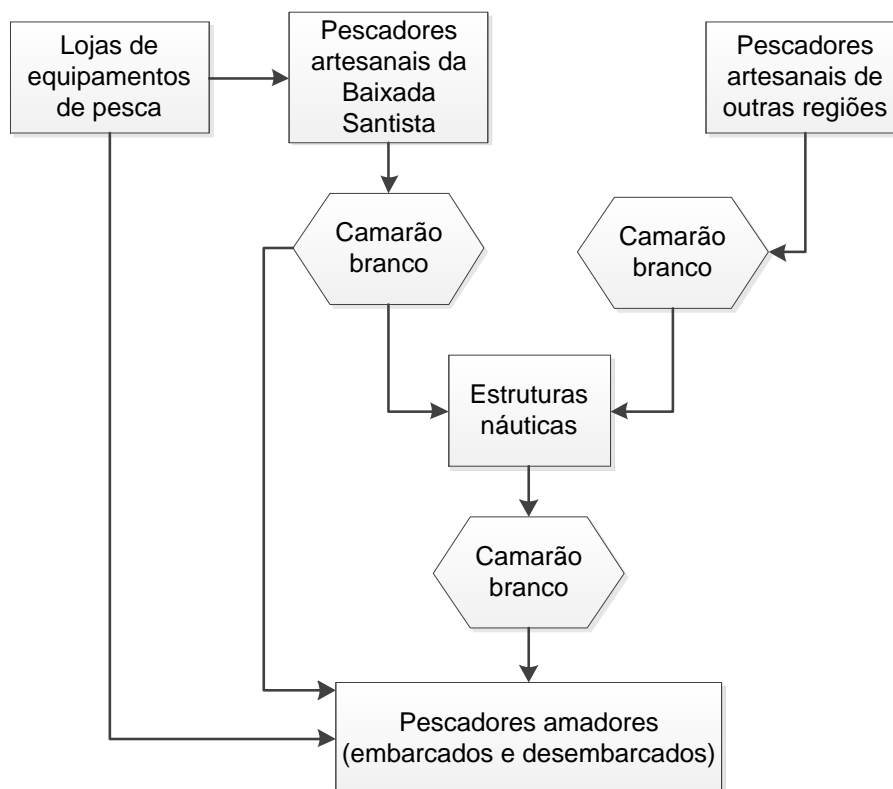 Lojas de
equipamentos
de pesca
Pescadores
artesanais da
Baixada
Santista
Pescadores
artesanais de
outras regiões
Camarão
branco
Camarão
branco
Estruturas
náuticas
Camarão
branco
Pescadores amadores
(embarcados e desembarcados)